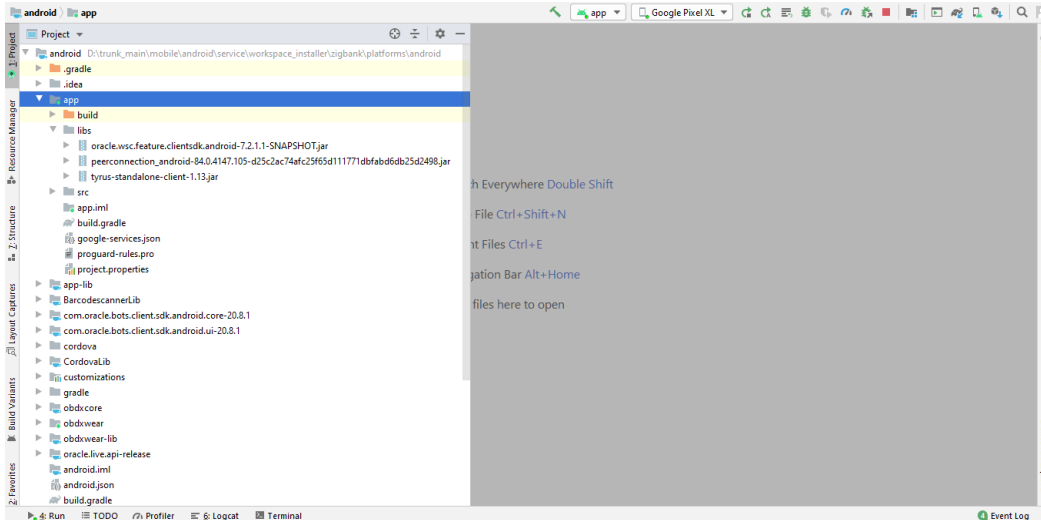 android app
app Google Pixel XL
Project
android D:\trunk_main\mobile\android\service\workspace_installer\zigbank\platforms\android
.gradle
.idea
app
build
libs
oracle.wsc.feature.clientsdk.android-7.2.1.1-SNAPSHOT.jar
peerconnection_android-84.0.4147.105-d25c2ac74afc25f65d111771dbfabd6db25d2498.jar
tyrus-standalone-client-1.13.jar
src
app.iml
build.gradle
google-services.json
proguard-rules.pro
project.properties
app-lib
BarcodescannerLib
com.oracle.bots.client.sdk.android.core-20.8.1
com.oracle.bots.client.sdk.android.ui-20.8.1
cordova
CordovaLib
customizations
gradle
obdxcore
obdxwear
obdxwear-lib
oracle.live.api-release
android.iml
android.json
build.gradle
1: Project
Resource Manager
7: Structure
Layout Captures
Build Variants
2: Favorites
h Everywhere Double Shift
File Ctrl+Shift+N
nt Files Ctrl+E
gation Bar Alt+Home
files here to open
4: Run TODO Profiler 6: Logcat Terminal
4 Event Log